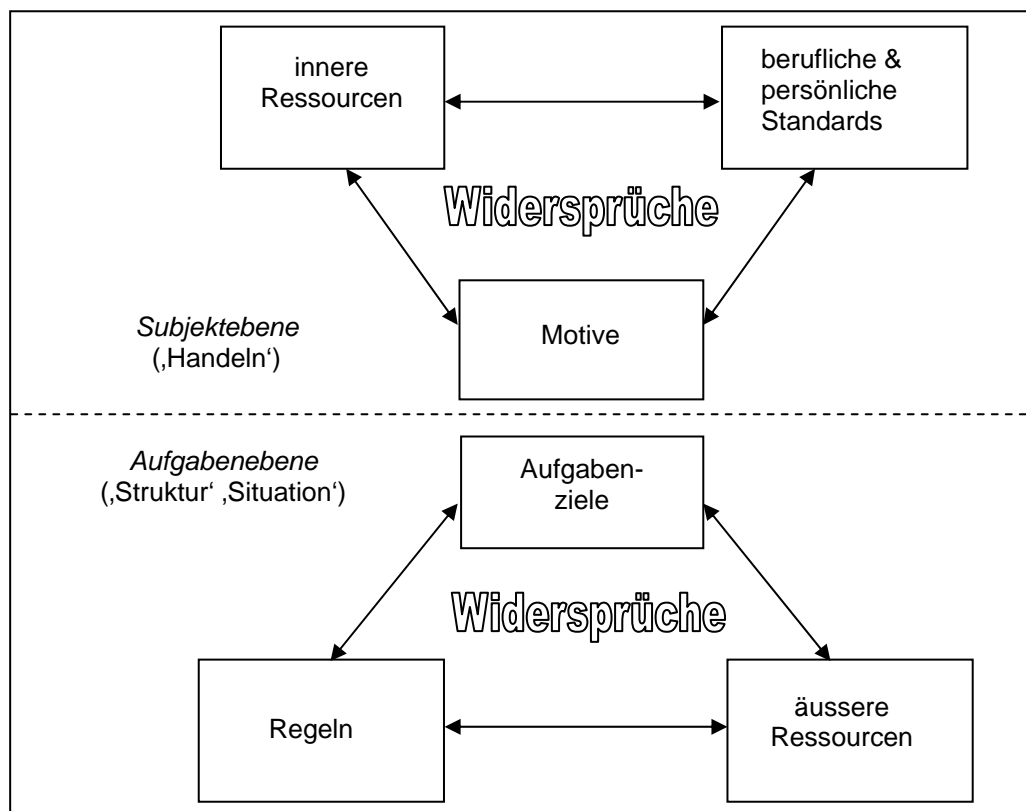 innere
Ressourcen
berufliche &
persönliche
Standards
Widersprüche
Motive
Subjektebene
(‚Handeln‘)
Aufgabenebene
(‚Struktur‘ ‚Situation‘)
Aufgaben-
ziele
Widersprüche
Regeln
äussere
Ressourcen